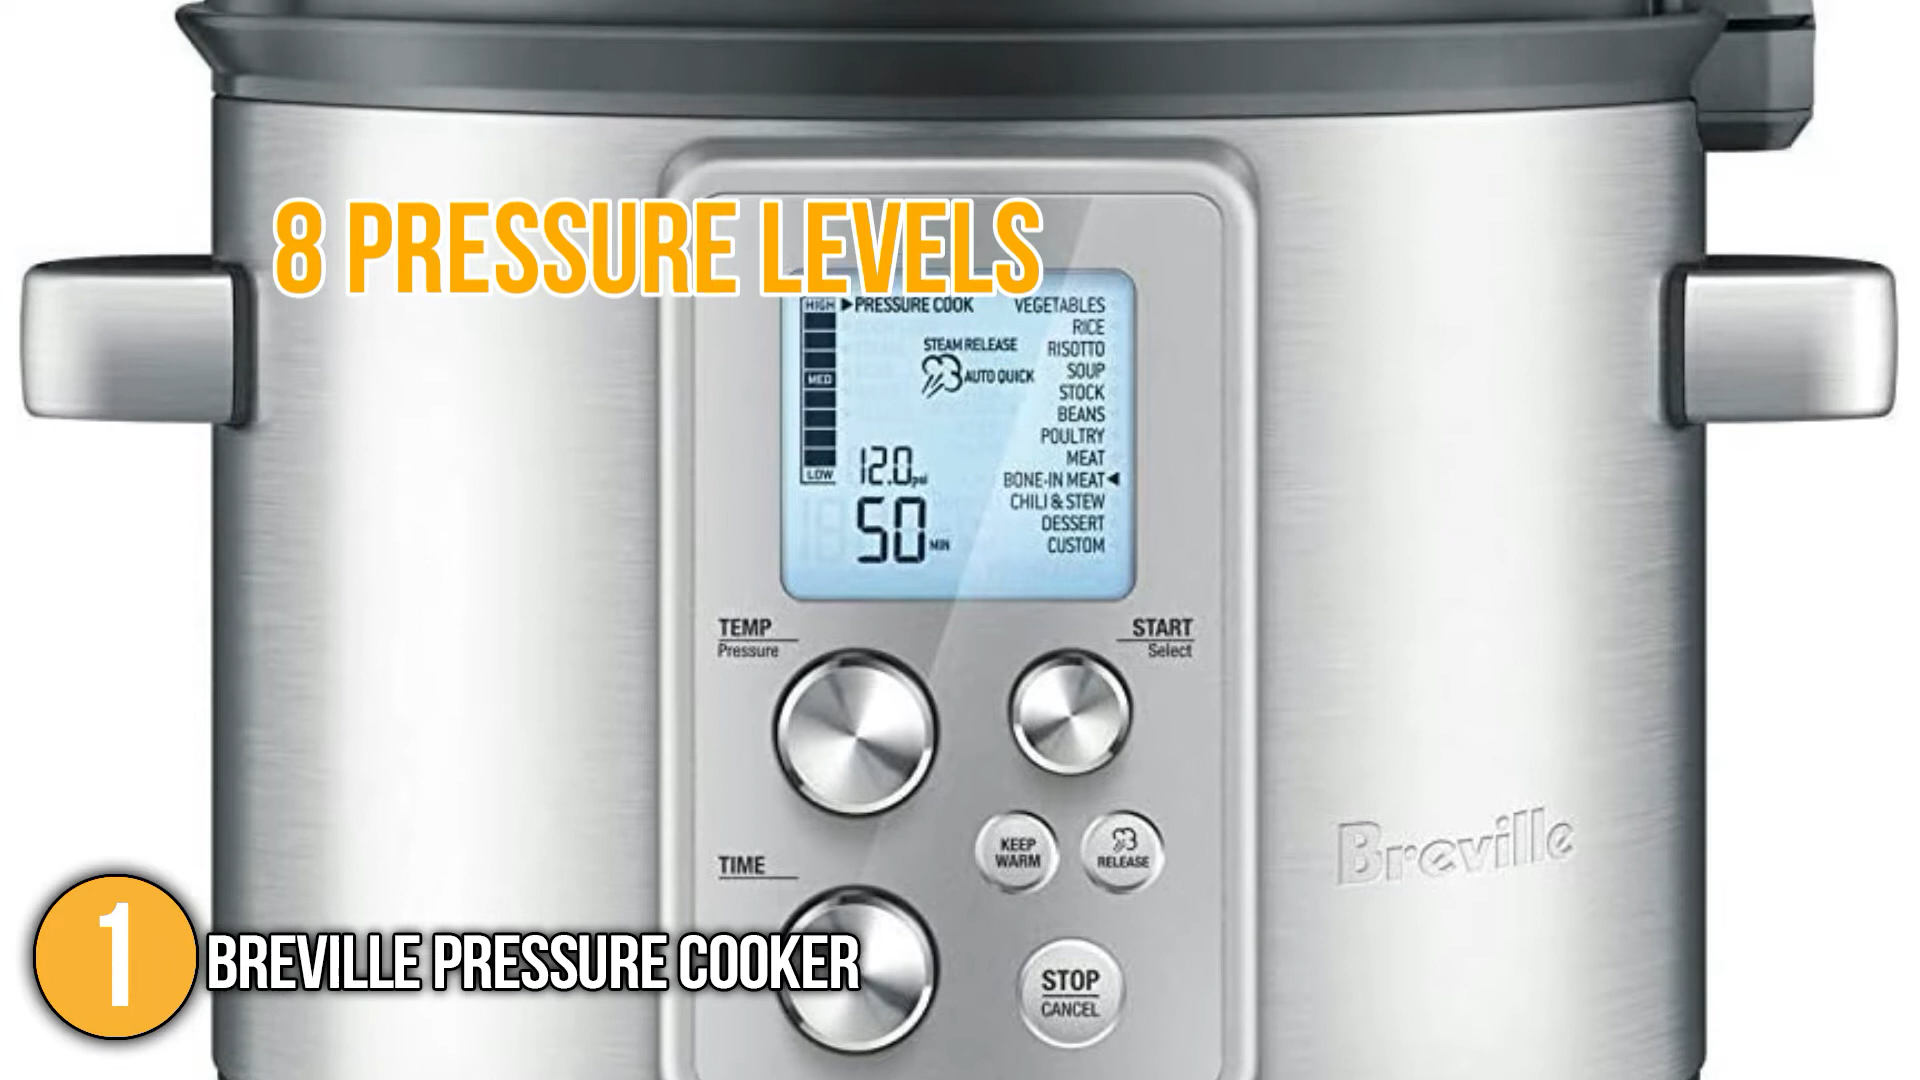 8 PRESSURE LEVELS
HIGH ▶PRESSURE COOK VEGETABLES
RICE
STEAM RELEASE RISOTTO
AUTO QUICK SOUP
MED
STOCK
BEANS
POULTRY
12.0 psi MEAT
LOW BONE-IN MEAT◀
CHILI & STEW
50 MIN DESSERT
CUSTOM
TEMP START
Pressure Select
KEEP
WARM
RELEASE
TIME
Breville
1 BREVILLE PRESSURE COOKER
STOP
CANCEL